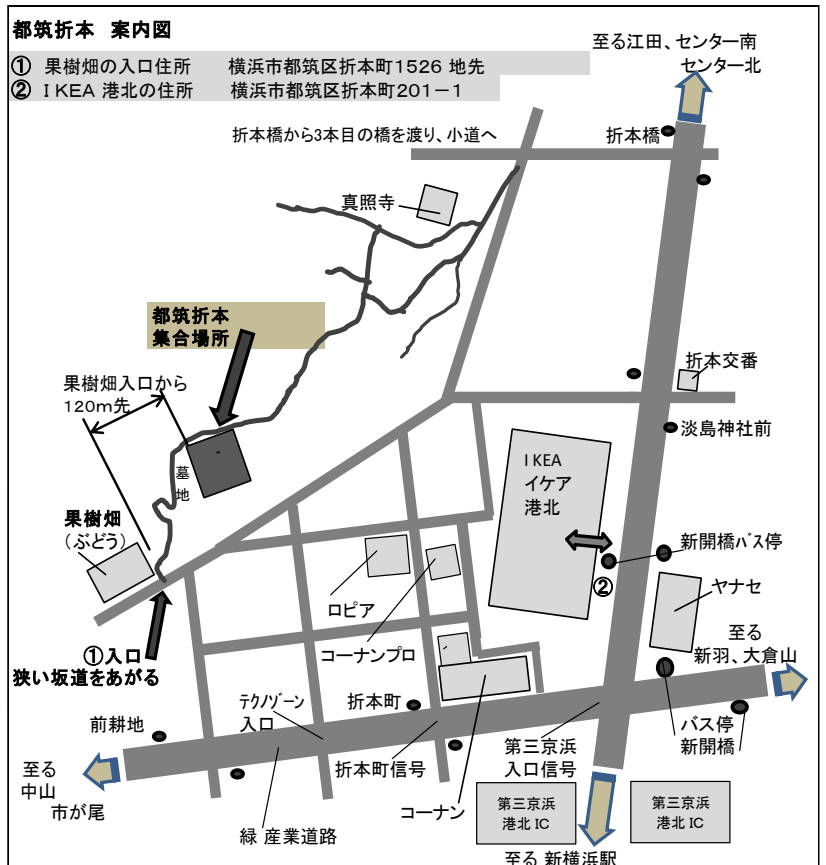 都筑折本 案内図
① 果樹畑の入口住所 横浜市都筑区折本町1526 地先
② IKEA 港北の住所 横浜市都筑区折本町201－1
至る江田、センター南
センター北
折本橋から3本目の橋を渡り、小道へ
折本橋
真照寺
都筑折本
集合場所
折本交番
果樹畑入口から
120m先
淡島神社前
IKEA
イケア
港北
墓地
果樹畑
（ぶどう）
新開橋ﾊﾞｽ停
②
ヤナセ
ロピア
コーナンプロ
至る
新羽、大倉山
①入口
狭い坂道をあがる
ﾃｸﾉｿﾞｰﾝ
入口
折本町
前耕地
バス停
新開橋
第三京浜
入口信号
折本町信号
至る
中山
市が尾
コーナン
第三京浜
港北 IC
第三京浜
港北 IC
緑 産業道路
至る 新横浜駅